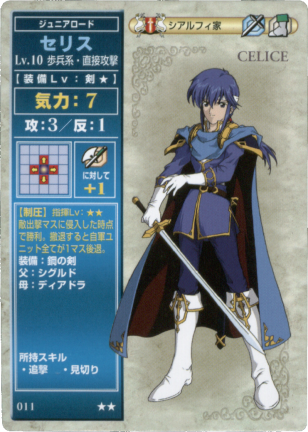 ジュニアロード
セリス
Lv.10 歩兵系・直接攻撃
【装備Lv：剣★】
気力：7
攻：3／反：1
に対して
+1
【制圧】指揮Lv：★★
敵出撃マスに侵入した時点
で勝利。撤退すると自軍ユ
ニット全てが1マス後退。
装備：鋼の剣
父：シグルド
母：ディアドラ
所持スキル
・追撃 ・見切り
011 ★★
シアルフィ家
CELICE